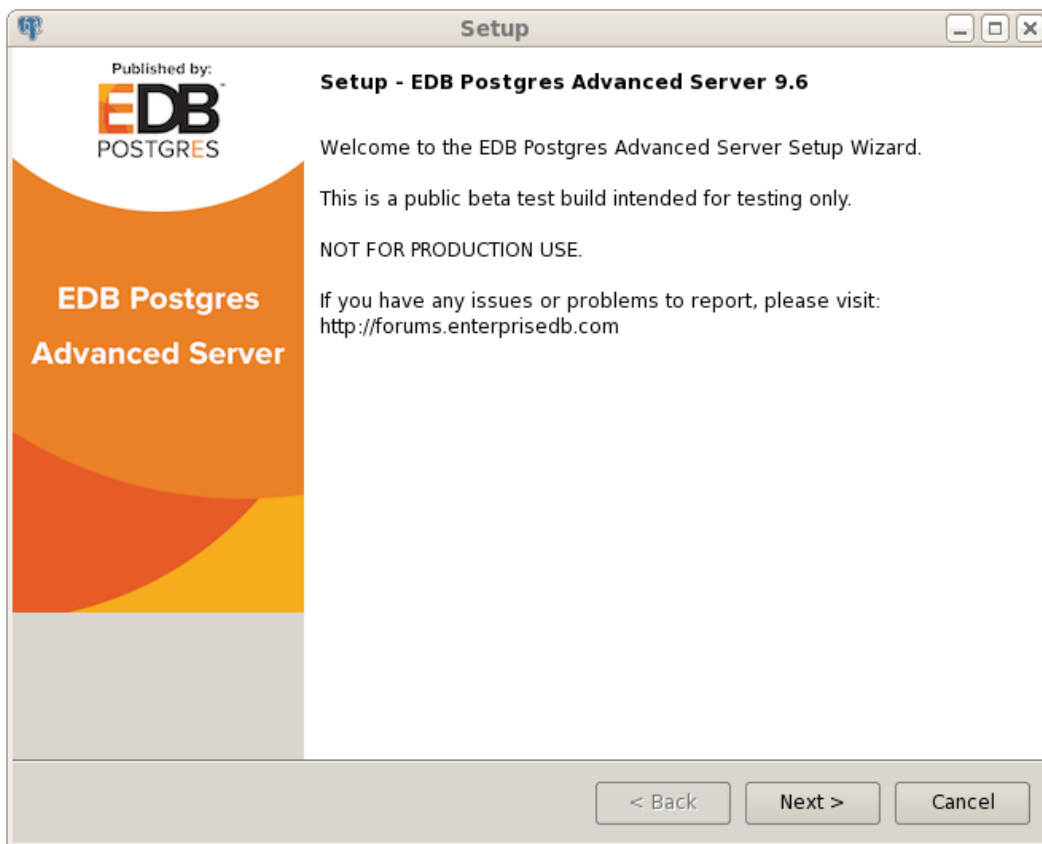 Setup
Published by:
EDB™
POSTGRES
EDB Postgres
Advanced Server
Setup - EDB Postgres Advanced Server 9.6
Welcome to the EDB Postgres Advanced Server Setup Wizard.
This is a public beta test build intended for testing only.
NOT FOR PRODUCTION USE.
If you have any issues or problems to report, please visit:
http://forums.enterprisedb.com
< Back
Next >
Cancel